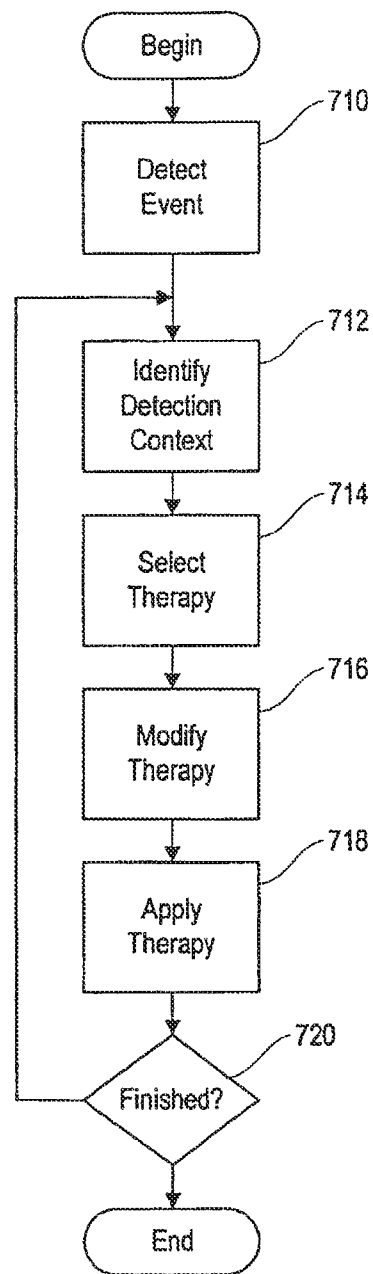 Begin
710
Detect
Event
712
Identify
Detection
Context
714
Select
Therapy
716
Modify
Therapy
718
Apply
Therapy
720
Finished?
End